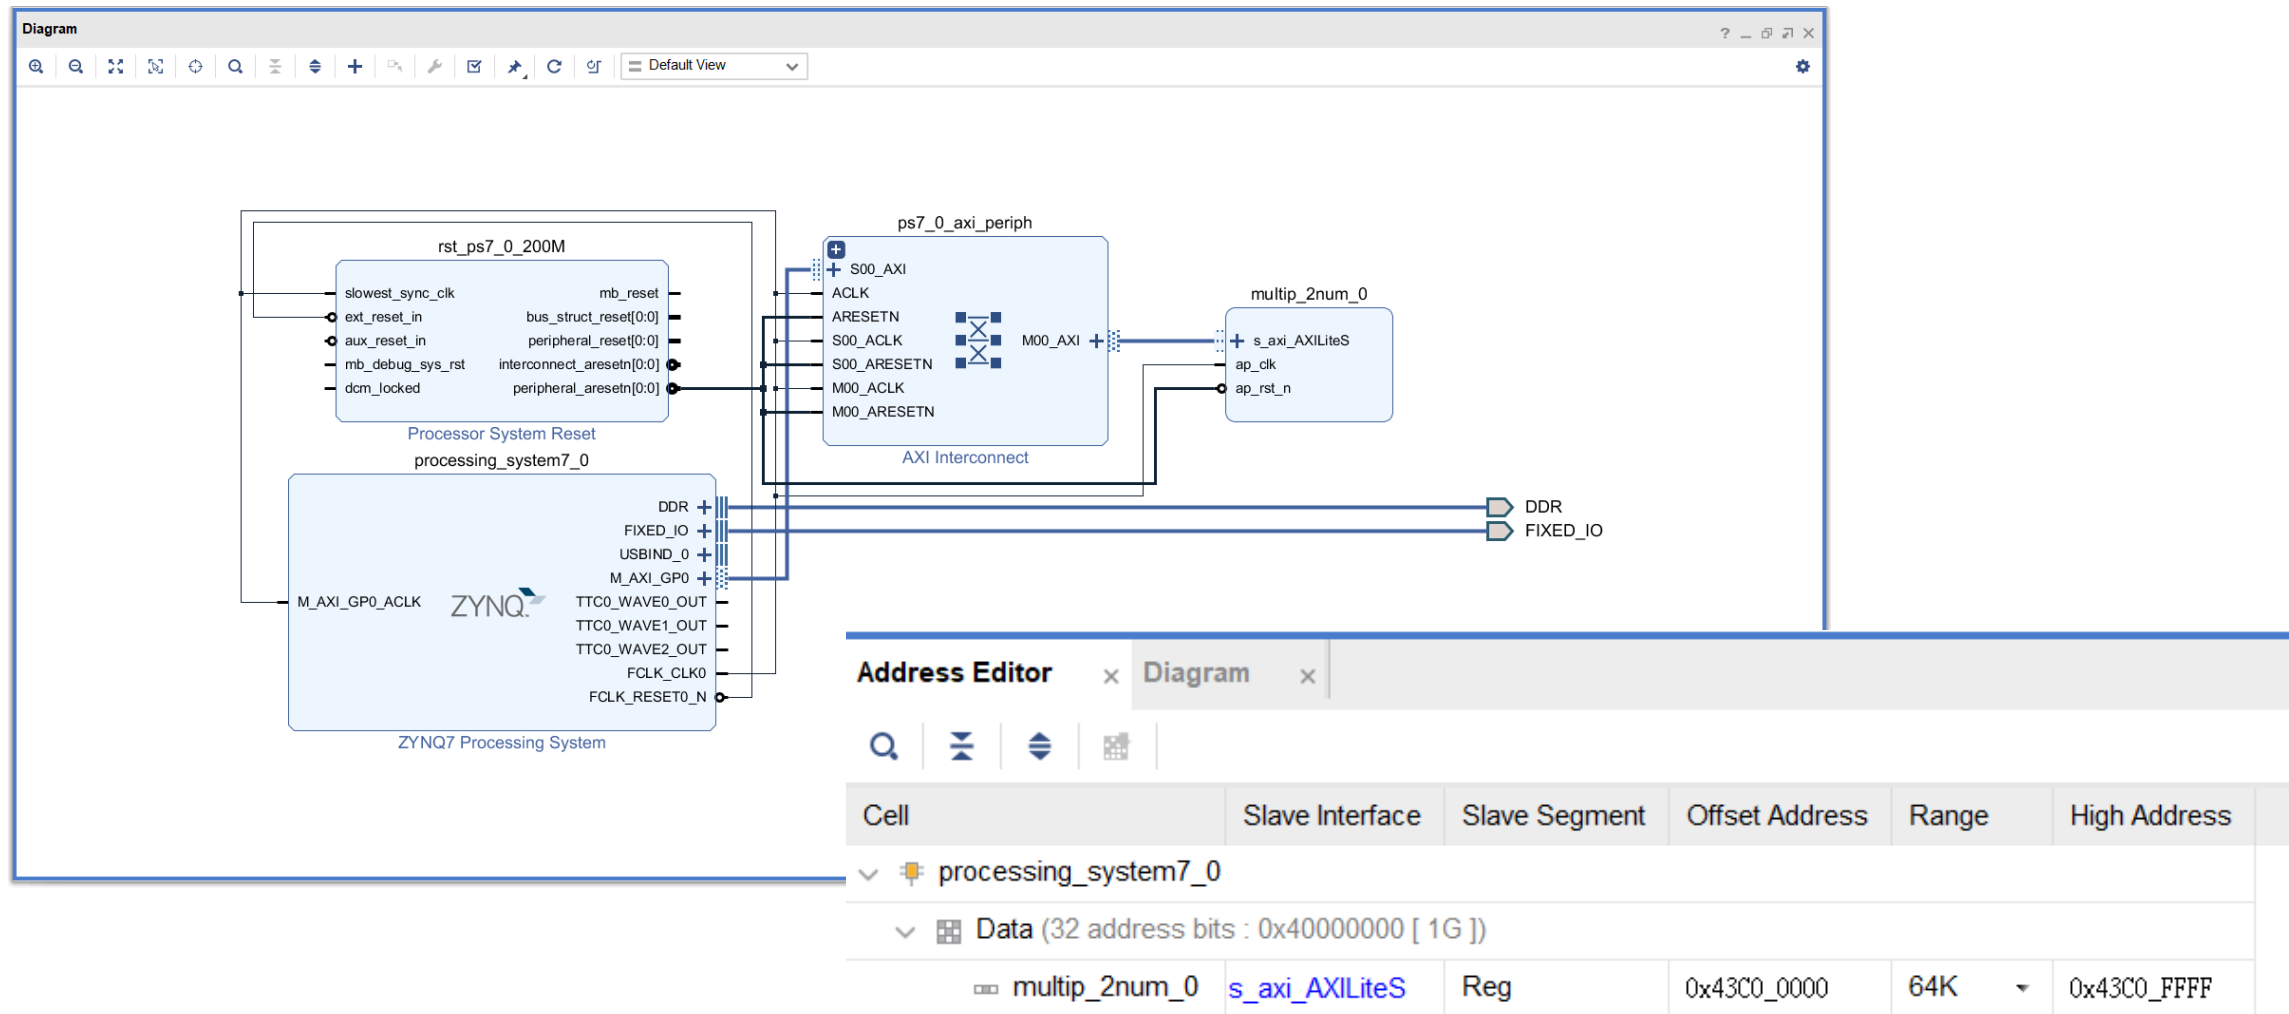 Diagram
?
Default View
rst_ps7_0_200M
slowest_sync_clk
ext_reset_in
aux_reset_in
mb_debug_sys_rst
dcm_locked
mb_reset
bus_struct_reset[0:0]
peripheral_reset[0:0]
interconnect_aresetn[0:0]
peripheral_aresetn[0:0]
Processor System Reset
ps7_0_axi_periph
S00_AXI
ACLK
ARESETN
S00_ACLK
S00_ARESETN
M00_ACLK
M00_ARESETN
M00_AXI
AXI Interconnect
multip_2num_0
s_axi_AXILiteS
ap_clk
ap_rst_n
processing_system7_0
M_AXI_GP0_ACLK
ZYNQ
DDR
FIXED_IO
USBIND_0
M_AXI_GP0
TTC0_WAVE0_OUT
TTC0_WAVE1_OUT
TTC0_WAVE2_OUT
FCLK_CLK0
FCLK_RESET0_N
ZYNQ7 Processing System
DDR
FIXED_IO
Address Editor Diagram
Cell Slave Interface Slave Segment Offset Address Range High Address
processing_system7_0
Data (32 address bits : 0x40000000 [ 1G ])
multip_2num_0 s_axi_AXILiteS Reg 0x43C0_0000 64K 0x43C0_FFFF